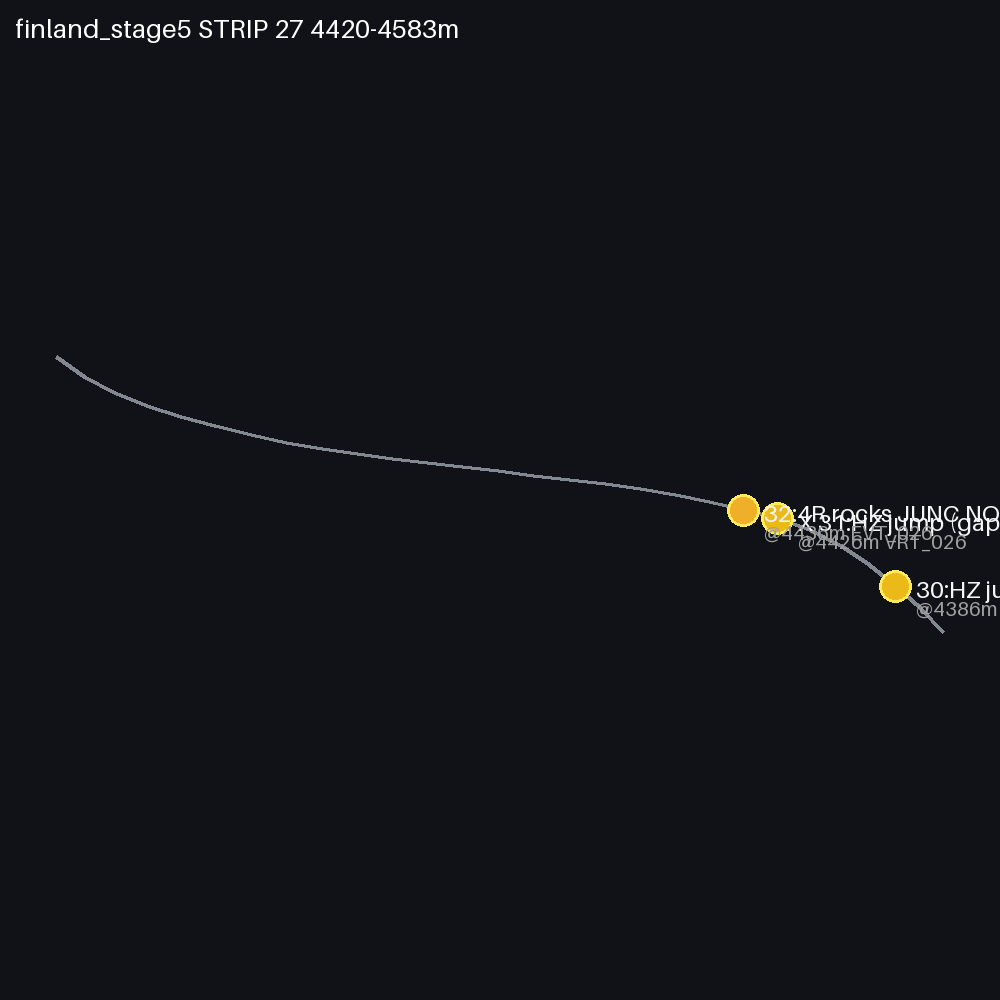 finland_stage5 STRIP 27 4420-4583m
32:4R rocks JUNC NO
31:HZ jump (gap
@4426m VRT_026
30:HZ ju
@4386m